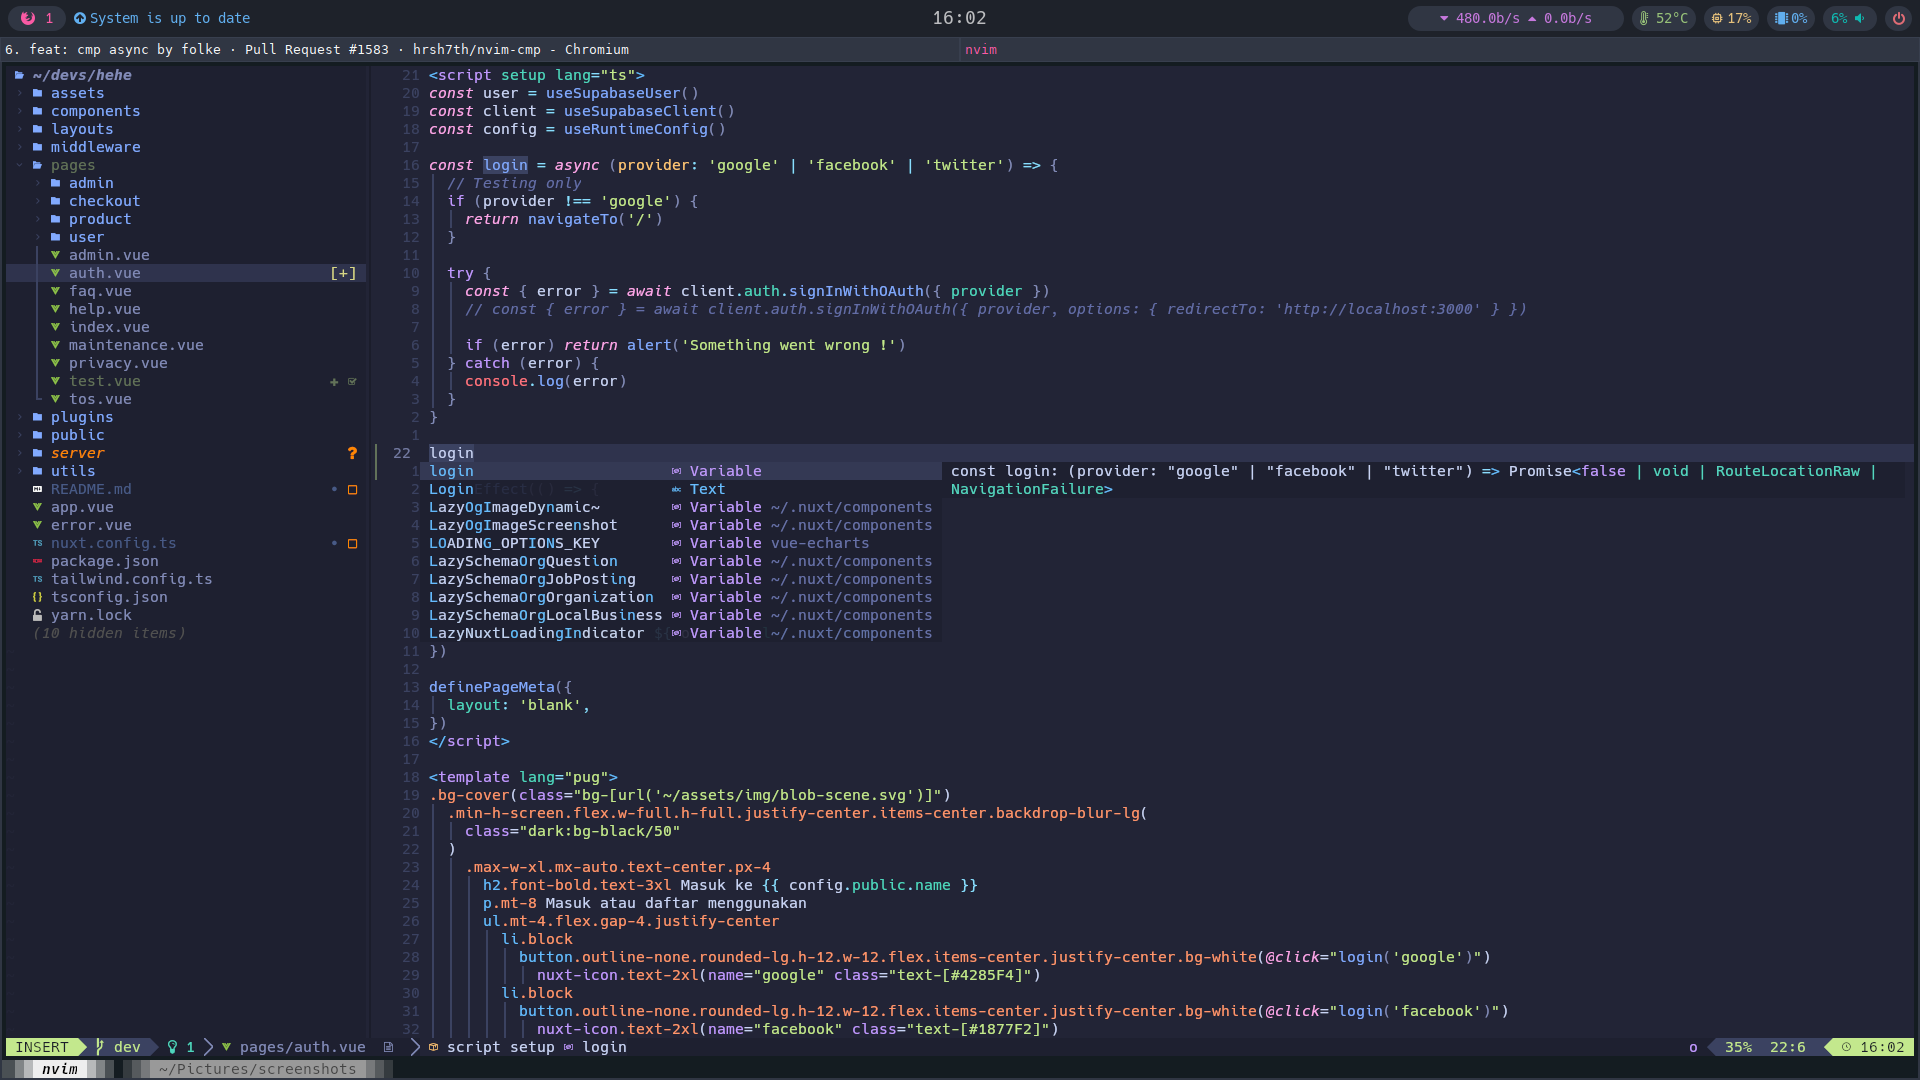 1 System is up to date 16:02 480.0b/s 0.0b/s 52°C 17% 0% 6%
6. feat: cmp async by folke · Pull Request #1583 · hrsh7th/nvim-cmp - Chromium nvim
~/devs/hehe
assets
components
layouts
middleware
pages
admin
checkout
product
user
admin.vue
auth.vue [+]
faq.vue
help.vue
index.vue
maintenance.vue
privacy.vue
test.vue
tos.vue
plugins
public
server ?
utils
README.md
app.vue
error.vue
TS nuxt.config.ts
package.json
TS tailwind.config.ts
{} tsconfig.json
yarn.lock
(10 hidden items)
21 <script setup lang="ts">
20 const user = useSupabaseUser()
19 const client = useSupabaseClient()
18 const config = useRuntimeConfig()
17
16 const login = async (provider: 'google' | 'facebook' | 'twitter') => {
15 // Testing only
14 if (provider !== 'google') {
13 return navigateTo('/')
12 }
11
10 try {
9 const { error } = await client.auth.signInWithOAuth({ provider })
8 // const { error } = await client.auth.signInWithOAuth({ provider, options: { redirectTo: 'http://localhost:3000' } })
7
6 if (error) return alert('Something went wrong !')
5 } catch (error) {
4 console.log(error)
3 }
2 }
1
22 login
1 login Variable const login: (provider: "google" | "facebook" | "twitter") => Promise<false | void | RouteLocationRaw |
2 Login Effect(() => { Text NavigationFailure>
3 LazyOgImageDynamic~ Variable ~/.nuxt/components
4 LazyOgImageScreenshot Variable ~/.nuxt/components
5 LOADING_OPTIONS_KEY Variable vue-echarts
6 LazySchemaOrgQuestion Variable ~/.nuxt/components
7 LazySchemaOrgJobPosting Variable ~/.nuxt/components
8 LazySchemaOrgOrganization Variable ~/.nuxt/components
9 LazySchemaOrgLocalBusiness Variable ~/.nuxt/components
10 LazyNuxtLoadingIndicator Variable ~/.nuxt/components
11 })
12
13 definePageMeta({
14 layout: 'blank',
15 })
16 </script>
17
18 <template lang="pug">
19 .bg-cover(class="bg-[url('~/assets/img/blob-scene.svg')]")
20 .min-h-screen.flex.w-full.h-full.justify-center.items-center.backdrop-blur-lg(
21 class="dark:bg-black/50"
22 )
23 .max-w-xl.mx-auto.text-center.px-4
24 h2.font-bold.text-3xl Masuk ke {{ config.public.name }}
25 p.mt-8 Masuk atau daftar menggunakan
26 ul.mt-4.flex.gap-4.justify-center
27 li.block
28 button.outline-none.rounded-lg.h-12.w-12.flex.items-center.justify-center.bg-white(@click="login('google')")
29 nuxt-icon.text-2xl(name="google" class="text-[#4285F4]")
30 li.block
31 button.outline-none.rounded-lg.h-12.w-12.flex.items-center.justify-center.bg-white(@click="login('facebook')")
32 nuxt-icon.text-2xl(name="facebook" class="text-[#1877F2]")
INSERT dev 1 pages/auth.vue script setup login o 35% 22:6 16:02
nvim ~/Pictures/screenshots